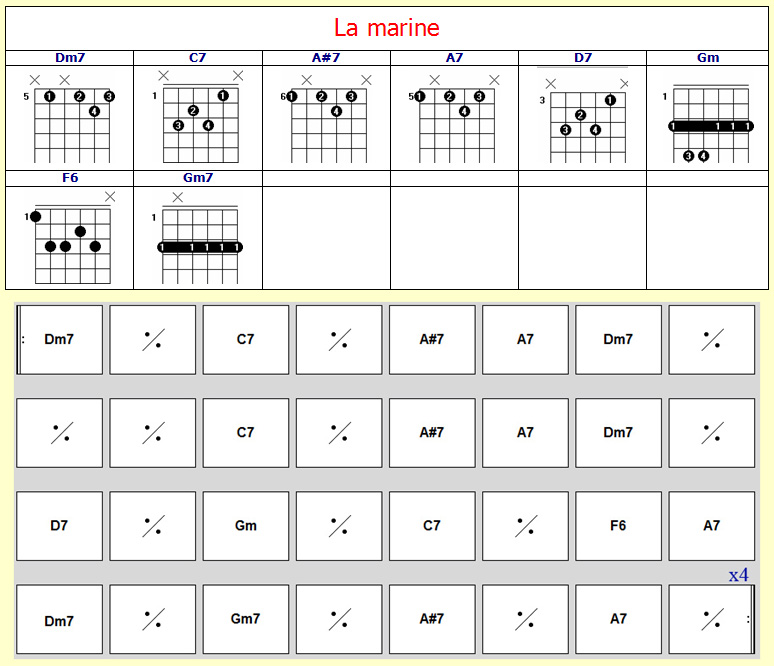 La marine
Dm7 C7 A#7 A7 D7 Gm
× × × × × × × × × ×
5 1 2 3 4
1 1 2 3 4
6 1 2 3 4
5 1 2 3 4
3 1 2 3 4
1 1 1 1 1 3 4
F6 Gm7
× ×
1
1 1 1 1 1 1
: Dm7 ٪ C7 ٪ A#7 A7 Dm7 ٪
٪ ٪ C7 ٪ A#7 A7 Dm7 ٪
D7 ٪ Gm ٪ C7 ٪ F6 A7
x4
Dm7 ٪ Gm7 ٪ A#7 ٪ A7 ٪ :